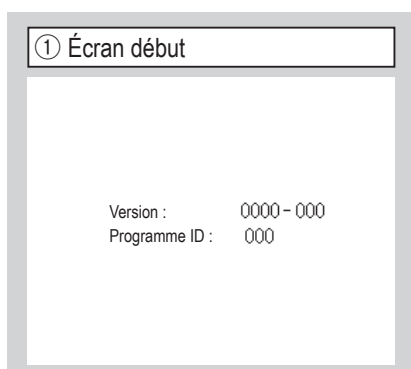 ① Écran début
Version : 0000-000
Programme ID : 000